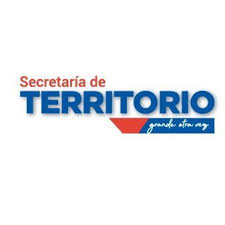 Secretaría de
TERRITORIO
grande otra vez